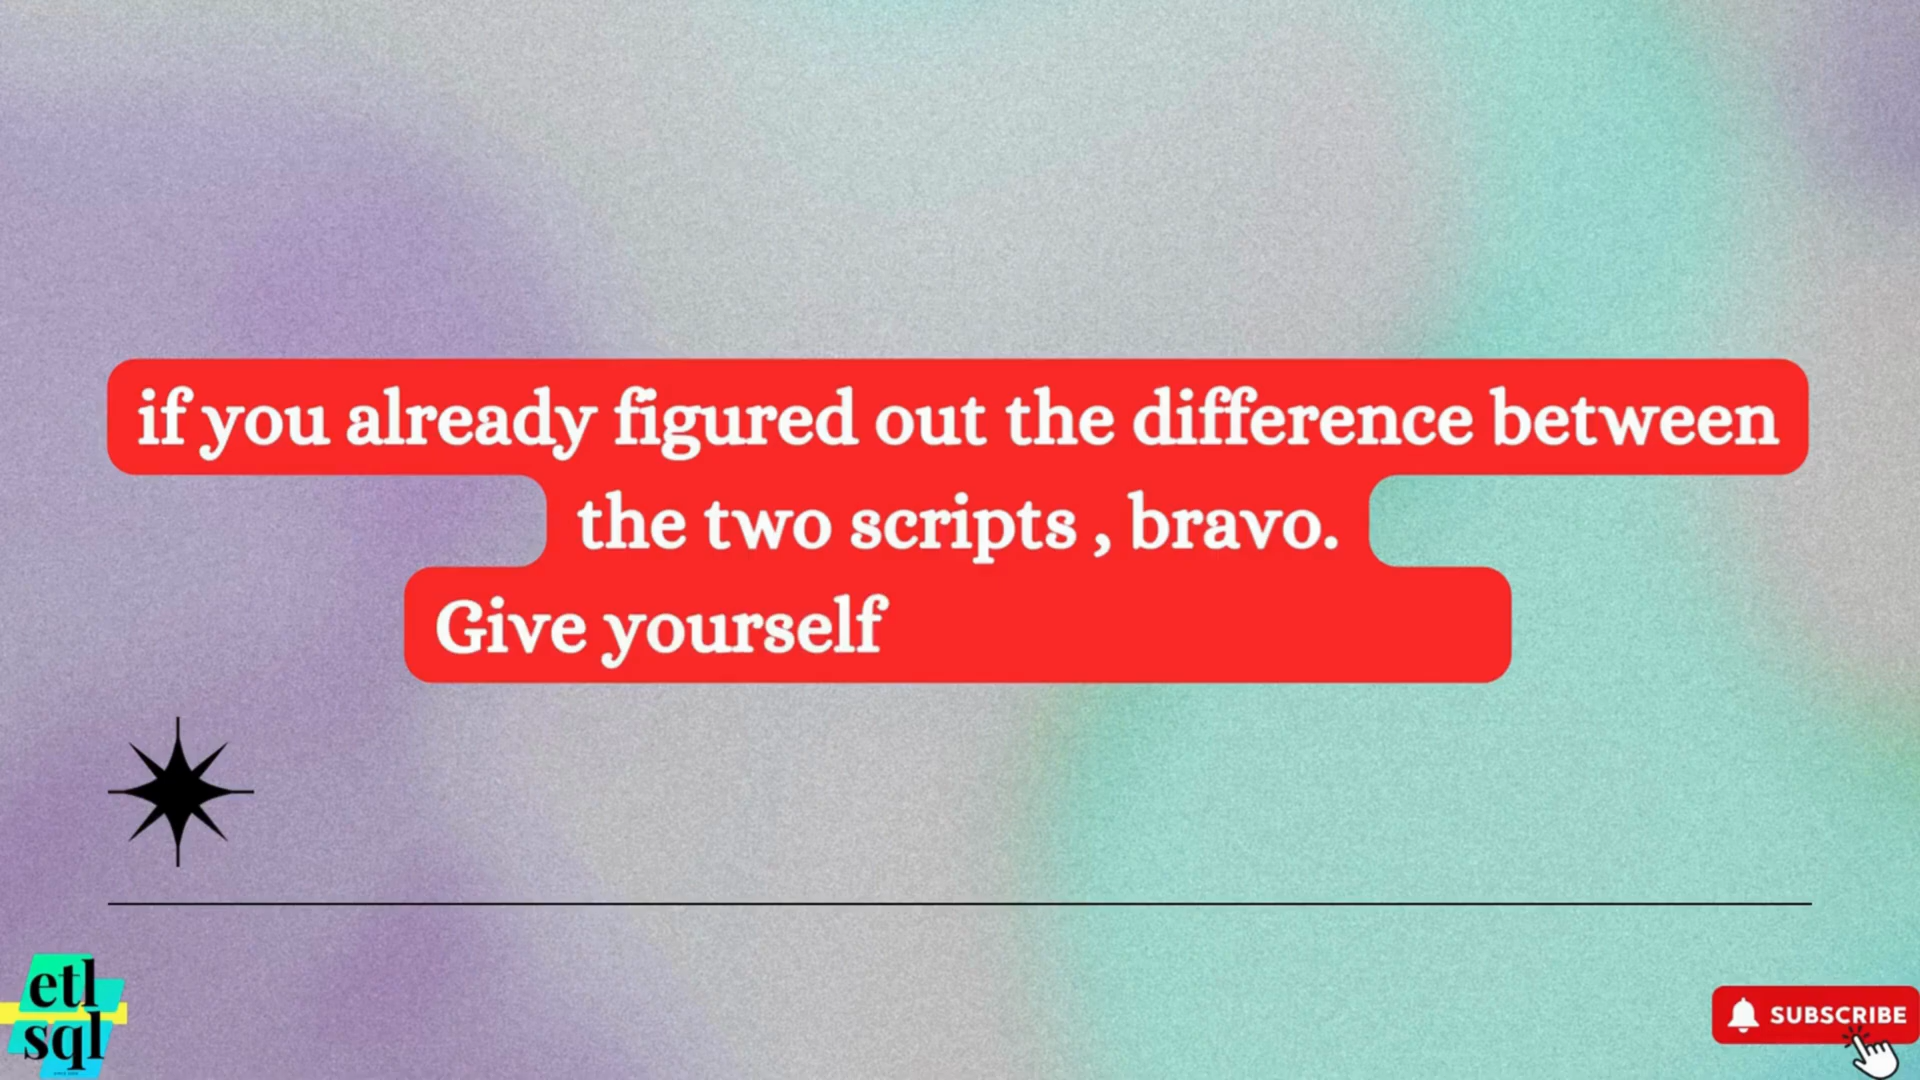 if you already figured out the difference between
the two scripts , bravo.
Give yourself
etl
sql
SUBSCRIBE